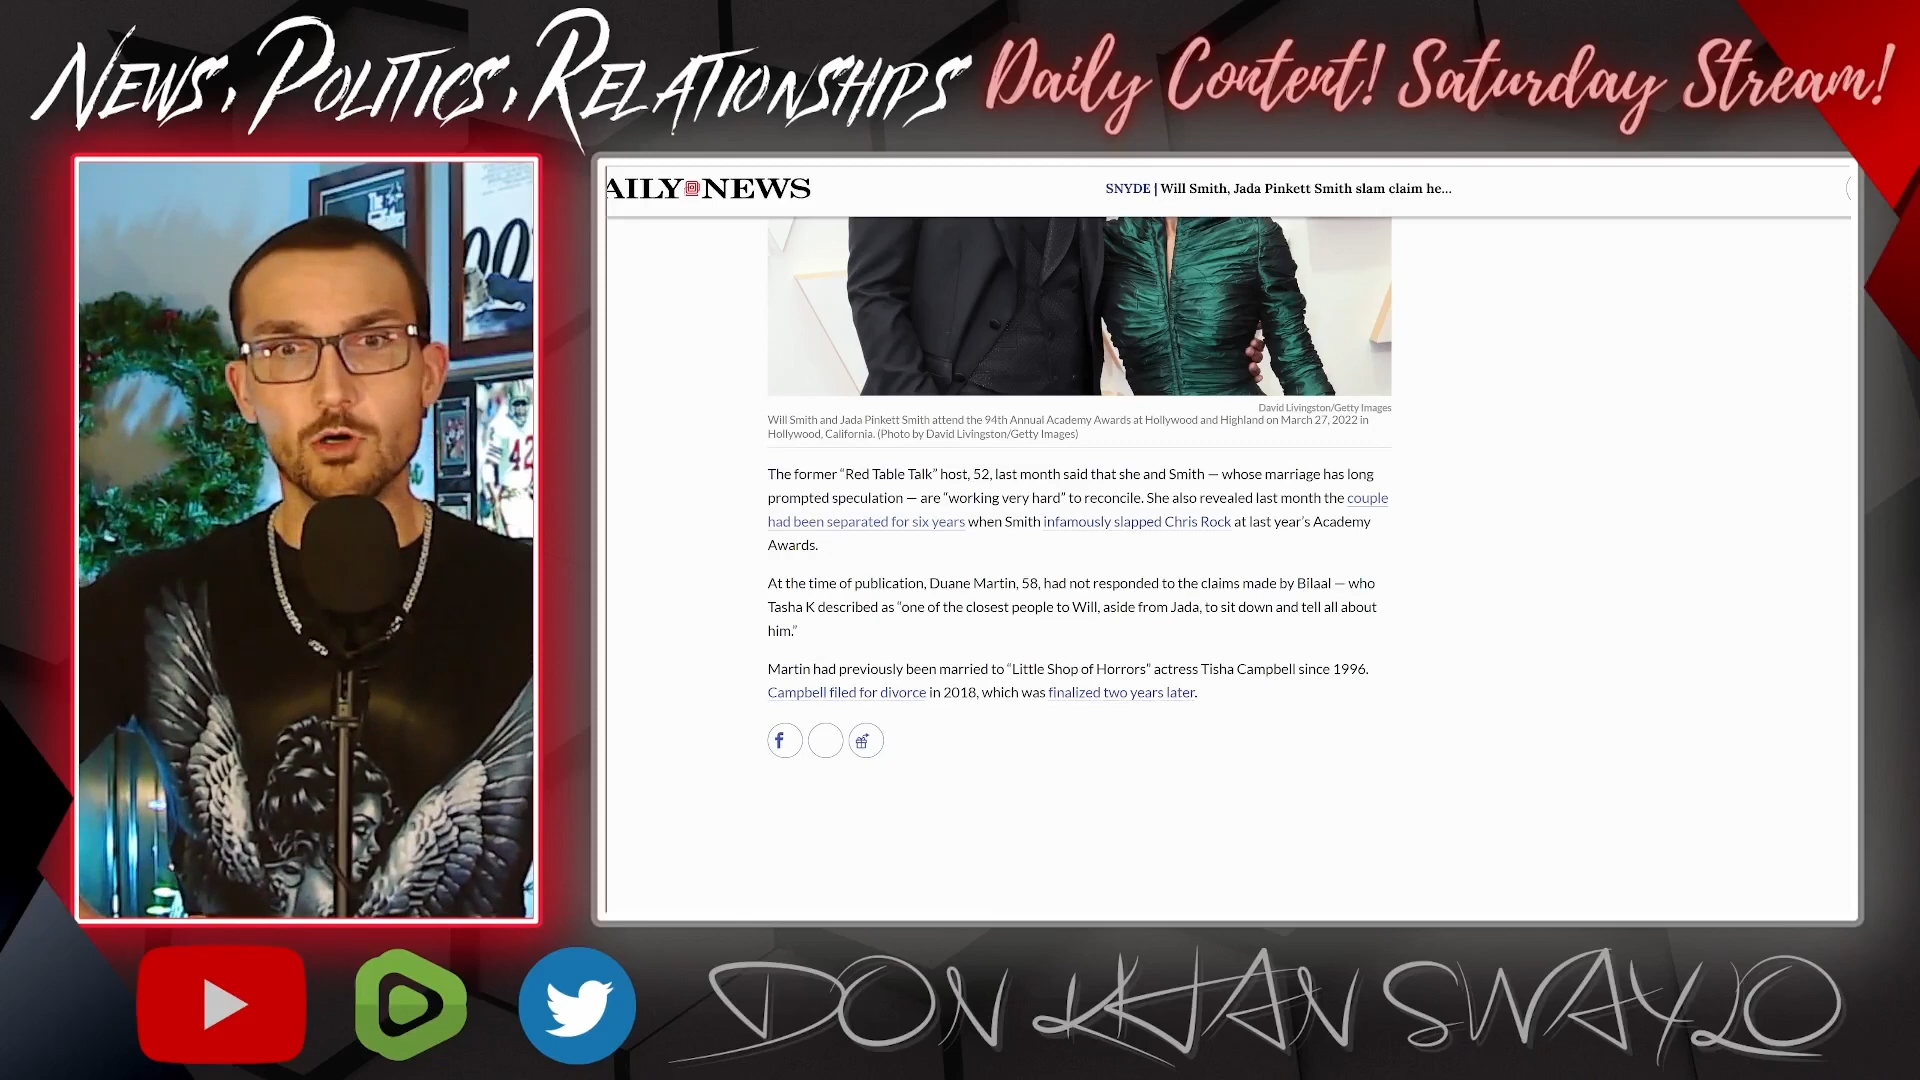 NEWS, POLITICS, RELATIONSHIPS
Daily Content! Saturday Stream!
AILY NEWS
SNYDE | Will Smith, Jada Pinkett Smith slam claim he...
David Livingston/Getty Images
Will Smith and Jada Pinkett Smith attend the 94th Annual Academy Awards at Hollywood and Highland on March 27, 2022 in
Hollywood, California. (Photo by David Livingston/Getty Images)
The former “Red Table Talk” host, 52, last month said that she and Smith — whose marriage has long
prompted speculation — are “working very hard” to reconcile. She also revealed last month the couple
had been separated for six years when Smith infamously slapped Chris Rock at last year’s Academy
Awards.
At the time of publication, Duane Martin, 58, had not responded to the claims made by Bilaal — who
Tasha K described as “one of the closest people to Will, aside from Jada, to sit down and tell all about
him.”
Martin had previously been married to “Little Shop of Horrors” actress Tisha Campbell since 1996.
Campbell filed for divorce in 2018, which was finalized two years later.
f
00
42
DON KHAN SWAYLO